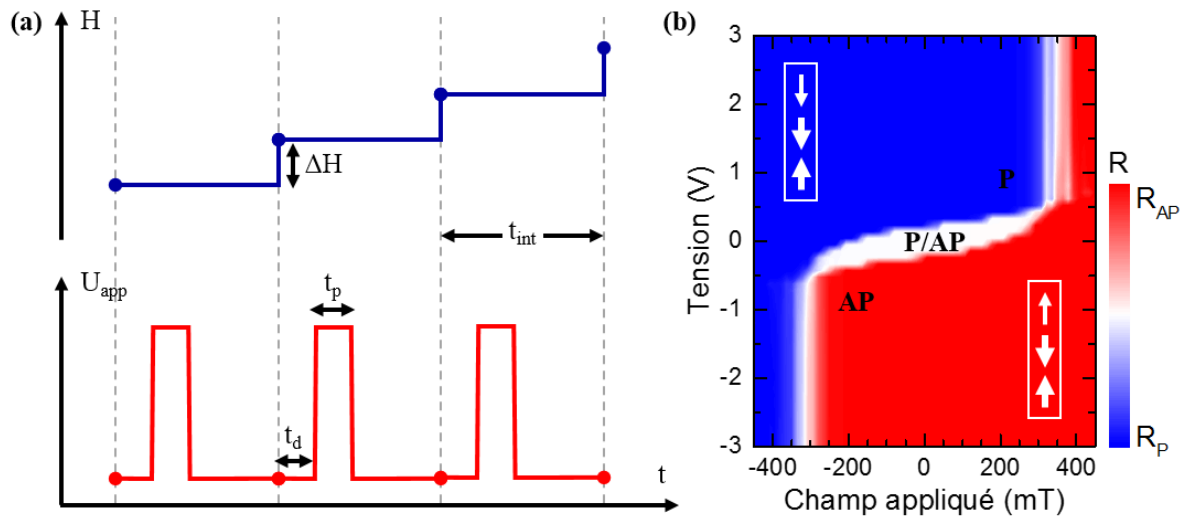 (a)
H
ΔH
t_int
U_app
t_p
t_d
t
(b)
Tension (V)
3
2
1
0
-1
-2
-3
P
P/AP
AP
-400 -200 0 200 400
Champ appliqué (mT)
R
R_AP
R_P